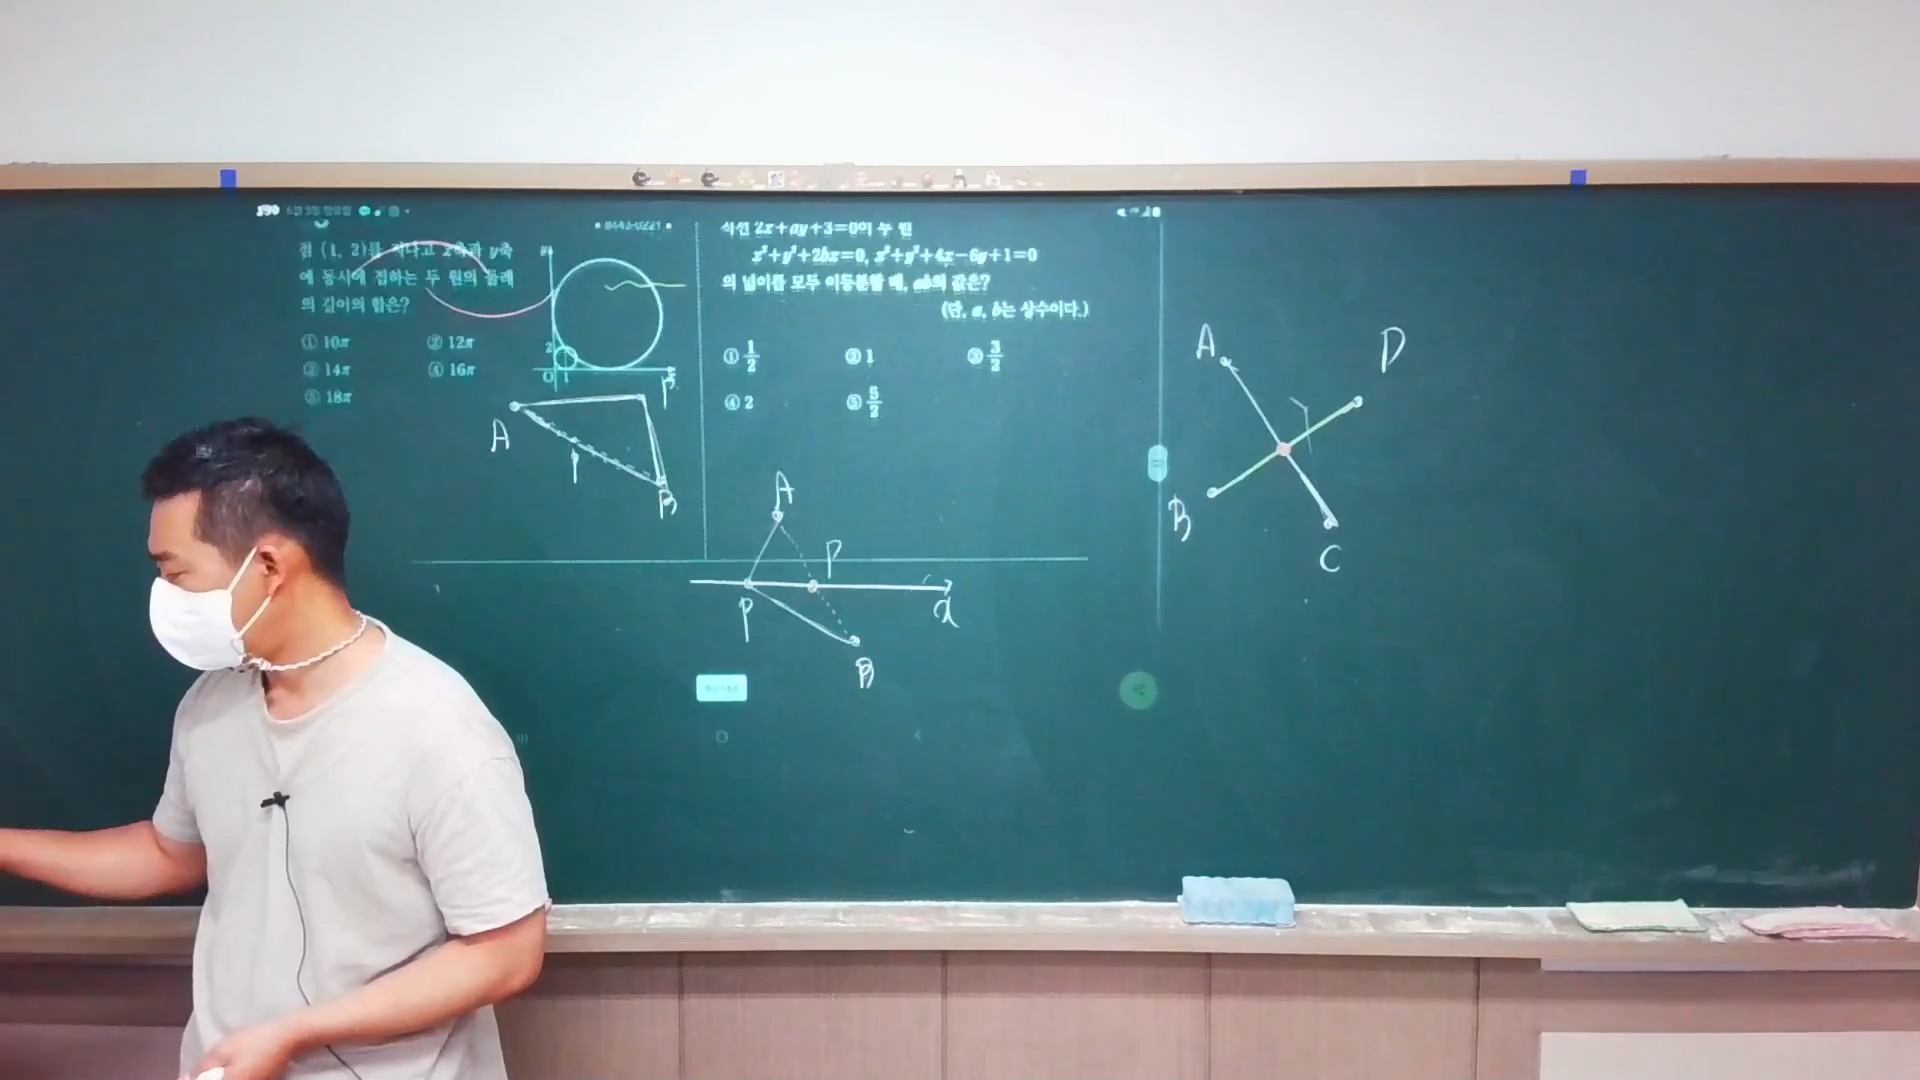 점 (1, 2)를 지나고 x축과 y축
에 동시에 접하는 두 원의 둘레
의 길이의 합은?
① 10π ② 12π
③ 14π ④ 16π
⑤ 18π
y
2
O 1
P
A
P
B
8443-0221
직선 2x+ay+3=0이 두 원
x²+y²+2bx=0, x²+y²+4x-6y+1=0
의 넓이를 모두 이등분할 때, ab의 값은?
(단, a, b는 상수이다.)
① 1/2 ② 1 ③ 3/2
④ 2 ⑤ 5/2
A
P
P
x
B
A
D
B
C